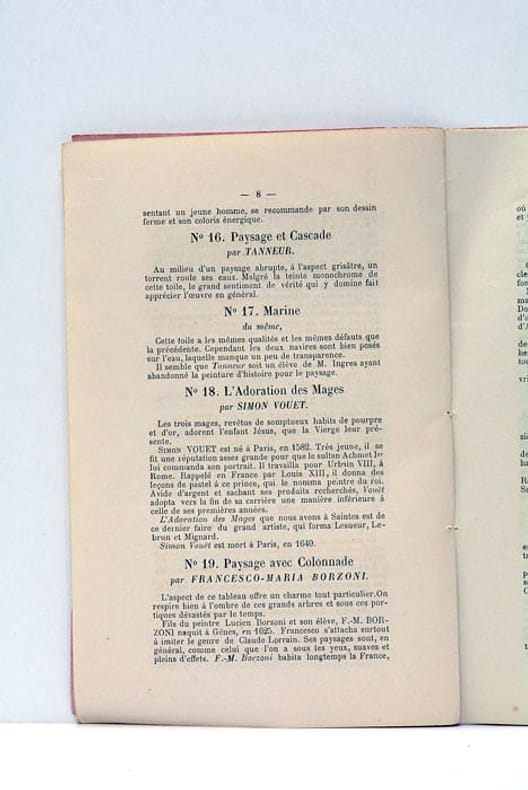 — 8 —
sentant un jeune homme, se recommande par son dessin
ferme et son coloris énergique.
Nº 16. Paysage et Cascade
par TANNEUR.
Au milieu d'un paysage abrupte, à l'aspect grisâtre, un
torrent roule ses eaux. Malgré la teinte monochrome de
cette toile, le grand sentiment de vérité qui y domine fait
apprécier l'œuvre en général.
Nº 17. Marine
du même,
Cette toile a les mêmes qualités et les mêmes défauts que
la précédente. Cependant les deux navires sont bien posés
sur l'eau, laquelle manque un peu de transparence.
Il semble que Tanneur soit un élève de M. Ingres ayant
abandonné la peinture d'histoire pour le paysage.
Nº 18. L'Adoration des Mages
par SIMON VOUET.
Les trois mages, revêtus de somptueux habits de pourpre
et d'or, adorent l'enfant Jésus, que la Vierge leur pré-
sente.
SIMON VOUET est né à Paris, en 1582. Très jeune, il se
fit une réputation assez grande pour que le sultan Achmet Ier
lui commanda son portrait. Il travailla pour Urbain VIII, à
Rome. Rappelé en France par Louis XIII, il donna des
leçons de pastel à ce prince, qui le nomma peintre du roi.
Avide d'argent et sachant ses produits recherchés, Vouët
adopta vers la fin de sa carrière une manière inférieure à
celle de ses premières années.
L'Adoration des Mages que nous avons à Saintes est de
ce dernier faire du grand artiste, qui forma Lesueur, Le-
brun et Mignard.
Simon Vouët est mort à Paris, en 1649.
Nº 19. Paysage avec Colonnade
par FRANCESCO-MARIA BORZONI.
L'aspect de ce tableau offre un charme tout particulier. On
respire bien à l'ombre de ces grands arbres et sous ces por-
tiques dévastés par le temps.
Fils du peintre Lucien Borzoni et son élève, F.-M. BOR-
ZONI naquit à Gênes, en 1625. Francesco s'attacha surtout
à imiter le genre de Claude Lorrain. Ses paysages sont, en
général, comme celui que l'on a sous les yeux, suaves et
pleins d'effets. F.-M. Borzoni habita longtemps la France,